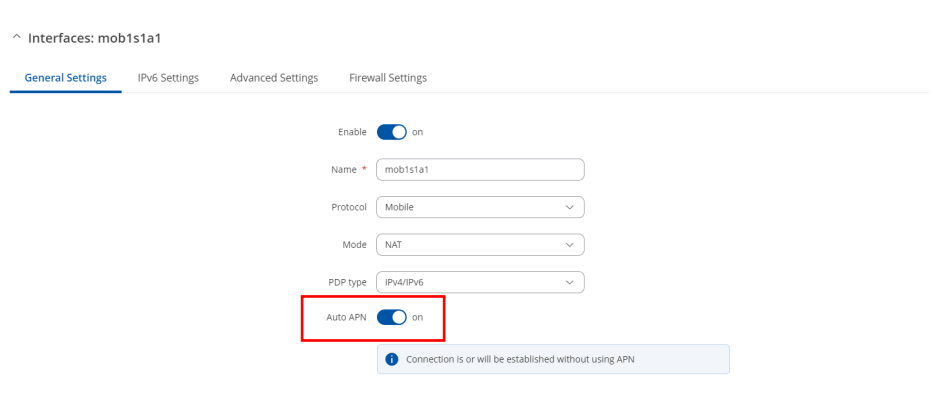 Interfaces: mob1s1a1
General Settings IPv6 Settings Advanced Settings Firewall Settings
Enable on
Name * mob1s1a1
Protocol Mobile
Mode NAT
PDP type IPv4/IPv6
Auto APN on
Connection is or will be established without using APN